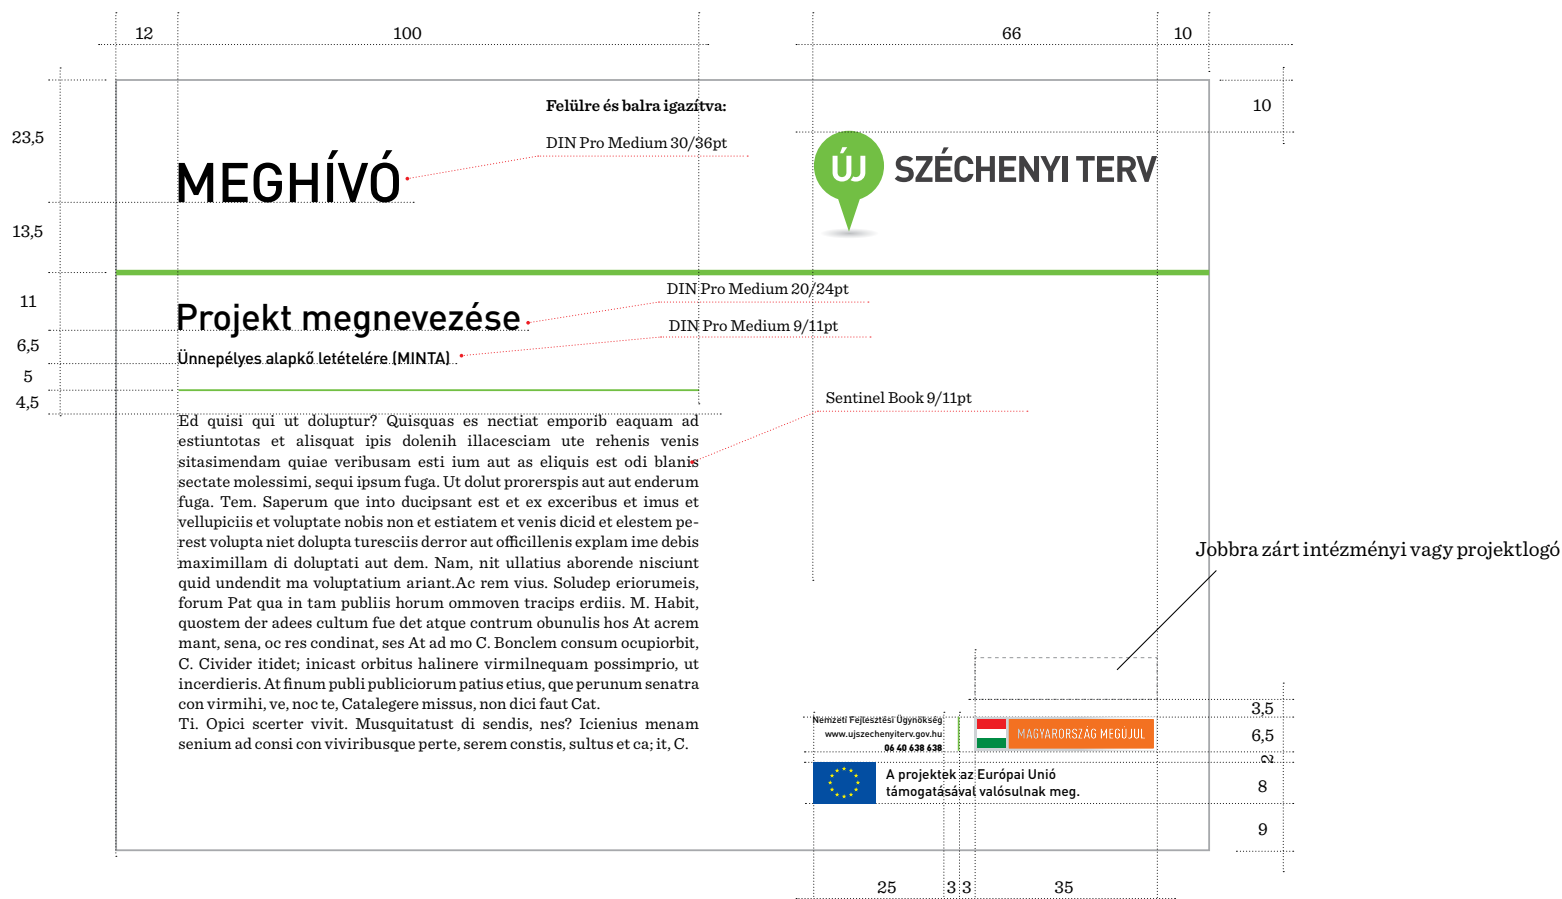 12
100
66
10
Felülre és balra igazítva:
10
23,5
DIN Pro Medium 30/36pt
MEGHÍVÓ
ÚJ SZÉCHENYI TERV
13,5
DIN Pro Medium 20/24pt
11
Projekt megnevezése
DIN Pro Medium 9/11pt
6,5
Ünnepélyes alapkő letételére (MINTA)
5
4,5
Sentinel Book 9/11pt
Ed quisi qui ut doluptur? Quisquas es nectiat emporib eaquam ad
estiuntotas et alisquat ipis dolenih illacesciam ute rehenis venis
sitasimendam quiae veribusam esti ium aut as eliquis est odi blanis
sectate molessimi, sequi ipsum fuga. Ut dolut prorerspis aut aut enderum
fuga. Tem. Saperum que into ducipsant est et ex exceribus et imus et
vellupiciis et voluptate nobis non et estiatem et venis dicid et elestem pe-
rest volupta niet dolupta turesciis derror aut officillenis explam ime debis
maximillam di doluptati aut dem. Nam, nit ullatius aborende nisciunt
quid undendit ma voluptatium ariant.Ac rem vius. Soludep eriorumeis,
forum Pat qua in tam publiis horum ommoven tracips erdiis. M. Habit,
quostem der adees cultum fue det atque contrum obunulis hos At acrem
mant, sena, oc res condinat, ses At ad mo C. Bonclem consum ocupiorbit,
C. Civider itidet; inicast orbitus halinere virmilnequam possimprio, ut
incerdieris. At finum publi publiciorum patius etius, que perunum senatra
con virmihi, ve, noc te, Catalegere missus, non dici faut Cat.
Ti. Opici scerter vivit. Musquitatust di sendis, nes? Icienius menam
senium ad consi con viviribusque perte, serem constis, sultus et ca; it, C.
Jobbra zárt intézményi vagy projektlogó
3,5
Nemzeti Fejlesztési Ügynökség
www.ujszechenyiterv.gov.hu
06 40 638 638
MAGYARORSZÁG MEGÚJUL
6,5
2
A projektek az Európai Unió
támogatásával valósulnak meg.
8
9
25
3
3
35